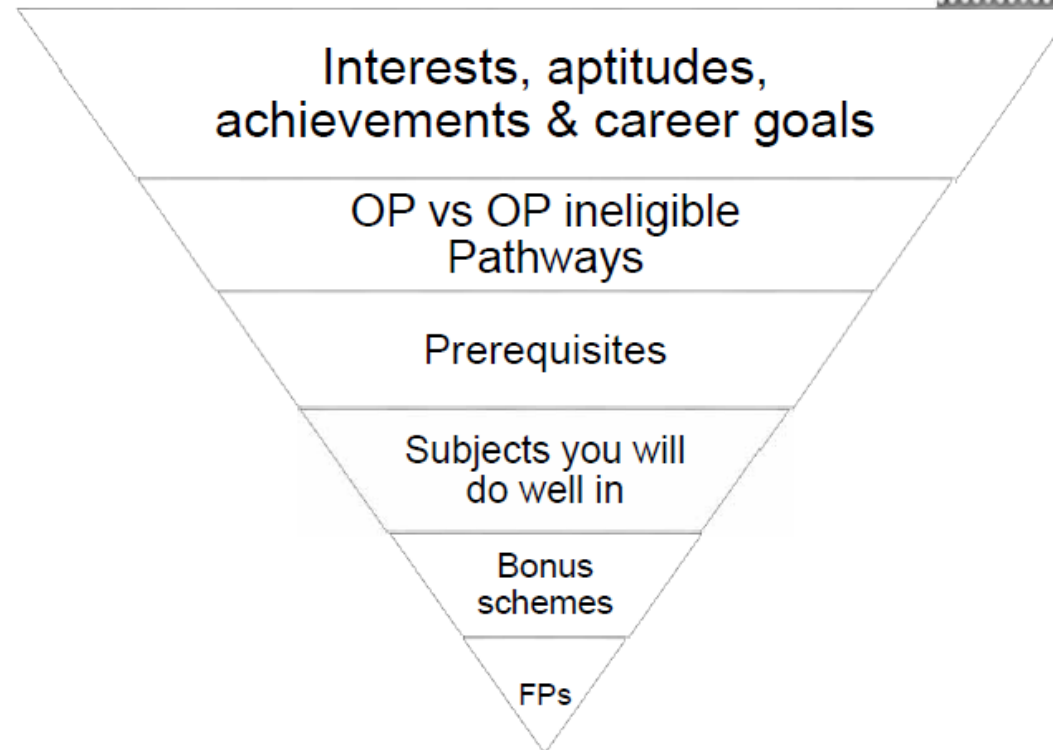 Interests, aptitudes,
achievements & career goals
OP vs OP ineligible
Pathways
Prerequisites
Subjects you will
do well in
Bonus
schemes
FPs